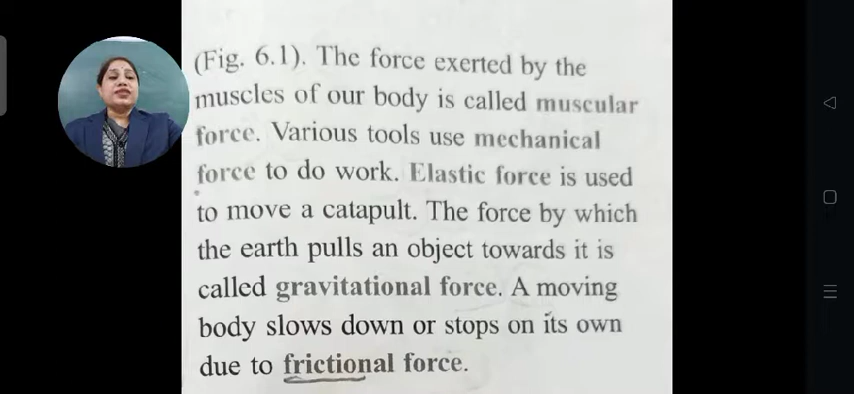 (Fig. 6.1). The force exerted by the
muscles of our body is called muscular
force. Various tools use mechanical
force to do work. Elastic force is used
to move a catapult. The force by which
the earth pulls an object towards it is
called gravitational force. A moving
body slows down or stops on its own
due to frictional force.